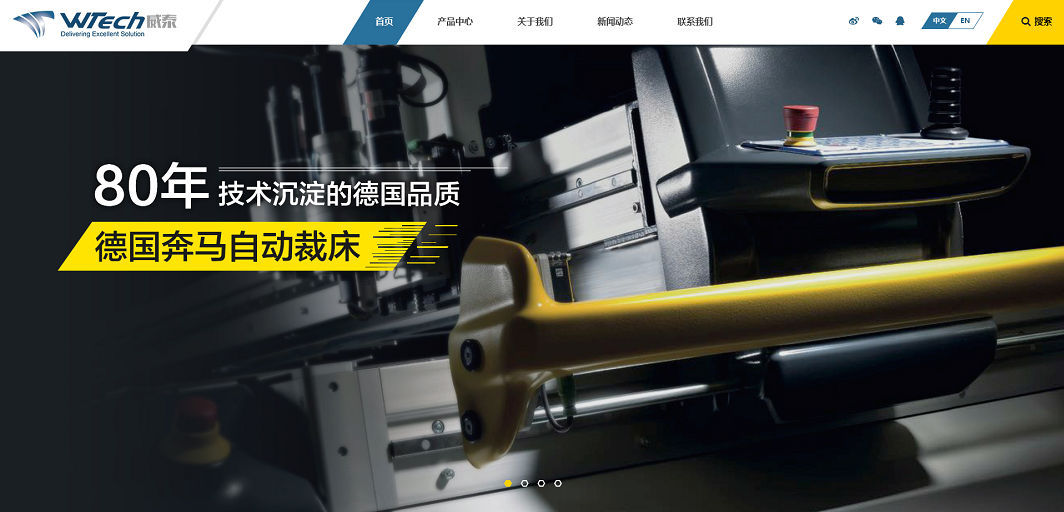 WTech威泰
Delivering Excellent Solution
首页 产品中心 关于我们 新闻动态 联系我们 中文 EN 搜索
80年 技术沉淀的德国品质
德国奔马自动裁床